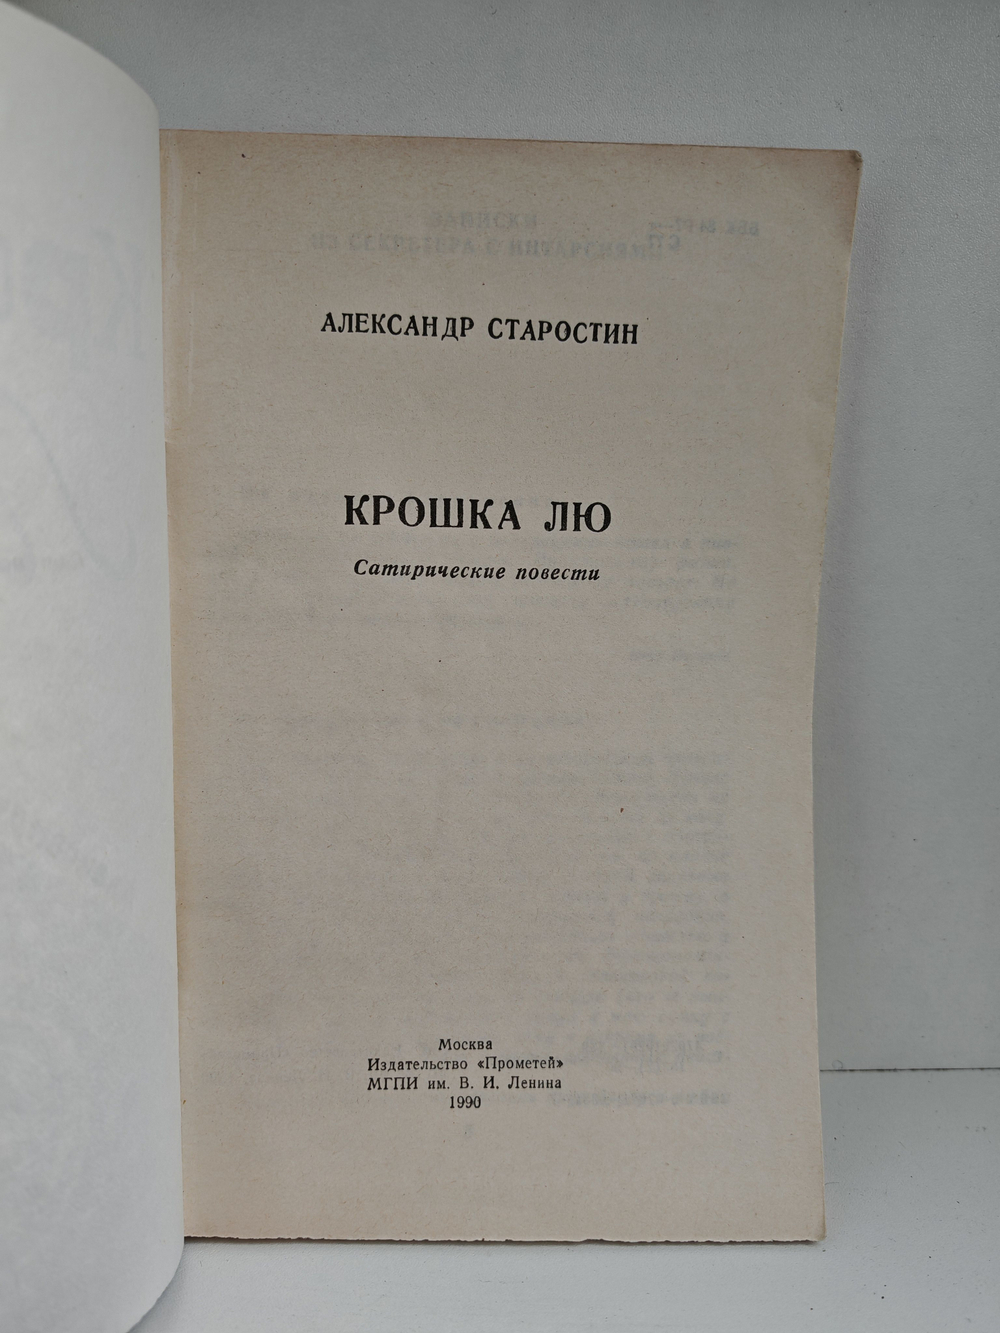 АЛЕКСАНДР СТАРОСТИН
КРОШКА ЛЮ
Сатирические повести
Москва
Издательство «Прометей»
МГПИ им. В. И. Ленина
1990